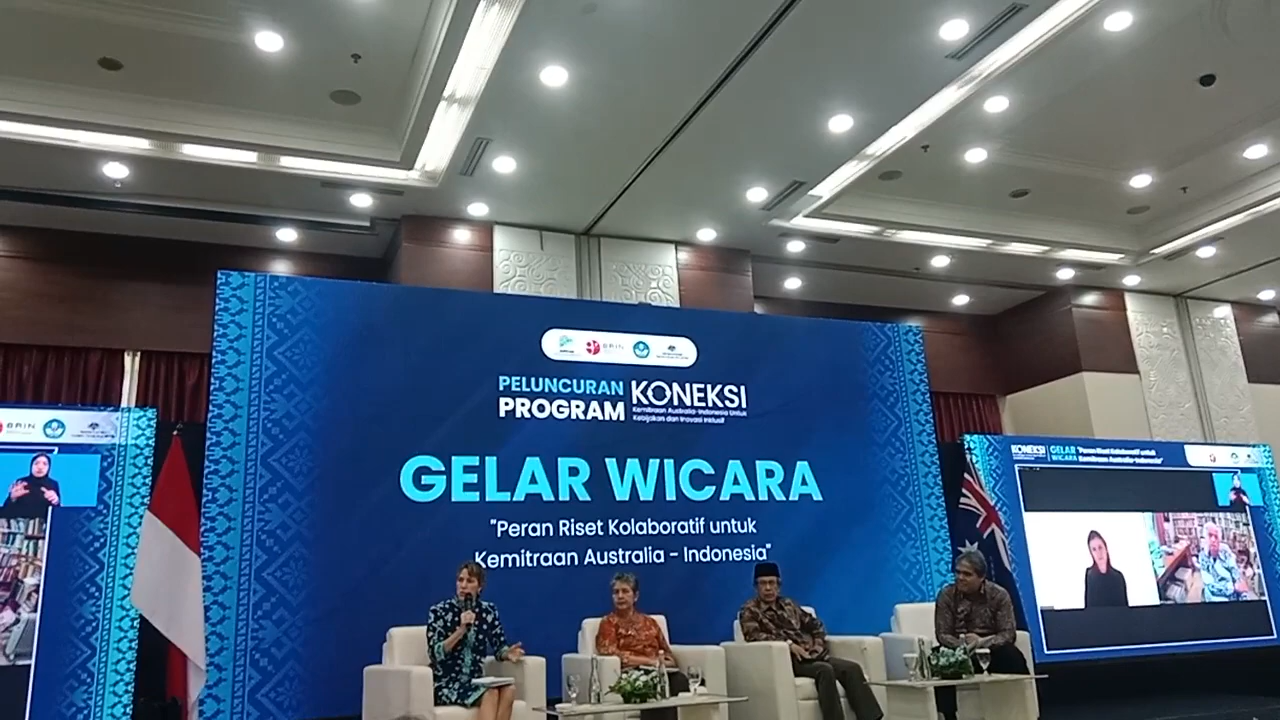 BRIN
PELUNCURAN
PROGRAM
KONEKSI
Kemitraan Australia-Indonesia Untuk
Kebijakan dan Inovasi Inklusif
GELAR WICARA
"Peran Riset Kolaboratif untuk
Kemitraan Australia - Indonesia"
BRIN
KONEKSI
GELAR
WICARA
"Peran Riset Kolaboratif untuk
Kemitraan Australia-Indonesia"